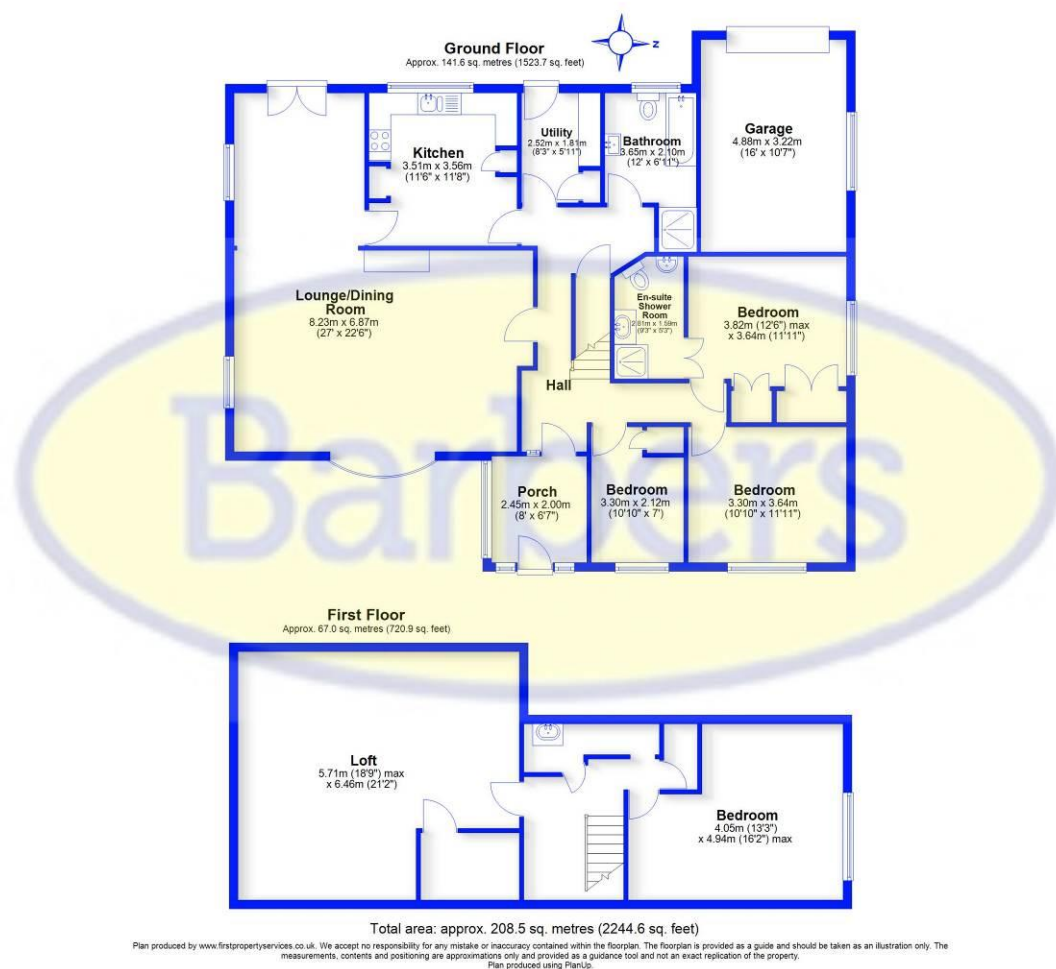 Ground Floor
Approx. 141.6 sq. metres (1523.7 sq. feet)
N
Garage
4.88m x 3.22m
(16' x 10'7")
Utility
2.52m x 1.81m
(8'3" x 5'11")
Bathroom
3.65m x 2.10m
(12' x 6'11")
Kitchen
3.51m x 3.56m
(11'6" x 11'8")
Lounge/Dining
Room
8.23m x 6.87m
(27' x 22'6")
En-suite
Shower
Room
2.81m x 1.59m
(9'3" x 5'3")
Bedroom
3.82m (12'6") max
x 3.64m (11'11")
Hall
Barbers
Porch
2.45m x 2.00m
(8' x 6'7")
Bedroom
3.30m x 2.12m
(10'10" x 7')
Bedroom
3.30m x 3.64m
(10'10" x 11'11")
First Floor
Approx. 67.0 sq. metres (720.9 sq. feet)
Loft
5.71m (18'9") max
x 6.46m (21'2")
Bedroom
4.05m (13'3")
x 4.94m (16'2") max
Total area: approx. 208.5 sq. metres (2244.6 sq. feet)
Plan produced by www.firstpropertyservices.co.uk. We accept no responsibility for any mistake or inaccuracy contained within the floorplan. The floorplan is provided as a guide and should be taken as an illustration only. The
measurements, contents and positioning are approximations only and provided as a guidance tool and not an exact replication of the property.
Plan produced using PlanUp.